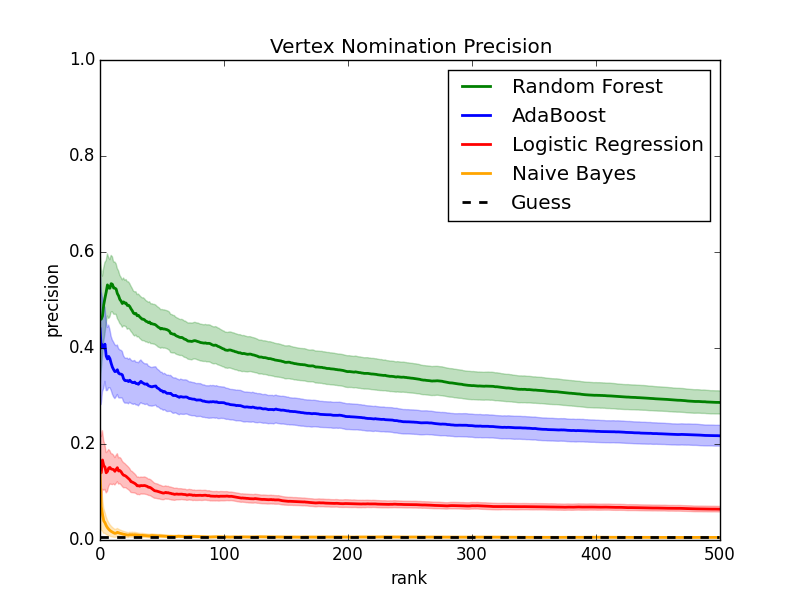 Vertex Nomination Precision
1.0
0.8
0.6
0.4
0.2
0.0
precision
Random Forest
AdaBoost
Logistic Regression
Naive Bayes
Guess
0 100 200 300 400 500
rank